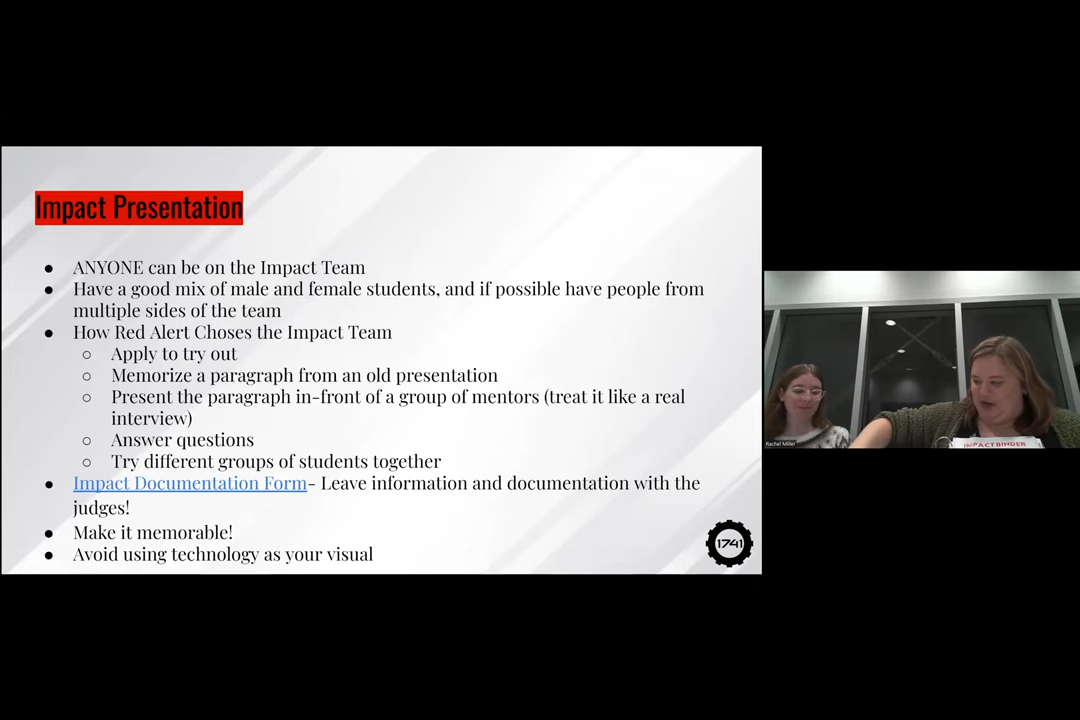 Impact Presentation
● ANYONE can be on the Impact Team
● Have a good mix of male and female students, and if possible have people from
multiple sides of the team
● How Red Alert Choses the Impact Team
○ Apply to try out
○ Memorize a paragraph from an old presentation
○ Present the paragraph in-front of a group of mentors (treat it like a real
interview)
○ Answer questions
○ Try different groups of students together
● Impact Documentation Form- Leave information and documentation with the
judges!
● Make it memorable!
● Avoid using technology as your visual
1741
Rachel Miller
IMPACT BINDER